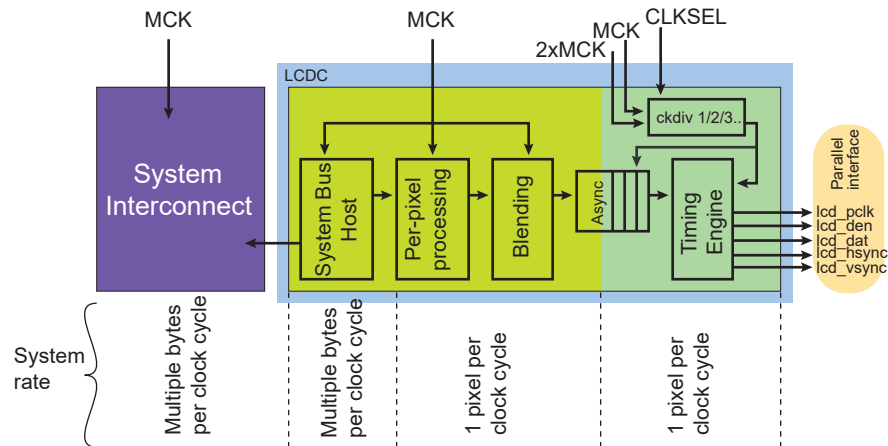 MCK
MCK
CLKSEL
MCK
2xMCK
LCDC
ckdiv 1/2/3..
System
Interconnect
System Bus
Host
Per-pixel
processing
Blending
Async
Timing
Engine
Parallel
interface
lcd_pclk
lcd_den
lcd_dat
lcd_hsync
lcd_vsync
System
rate
Multiple bytes
per clock cycle
Multiple bytes
per clock cycle
1 pixel per
clock cycle
1 pixel per
clock cycle